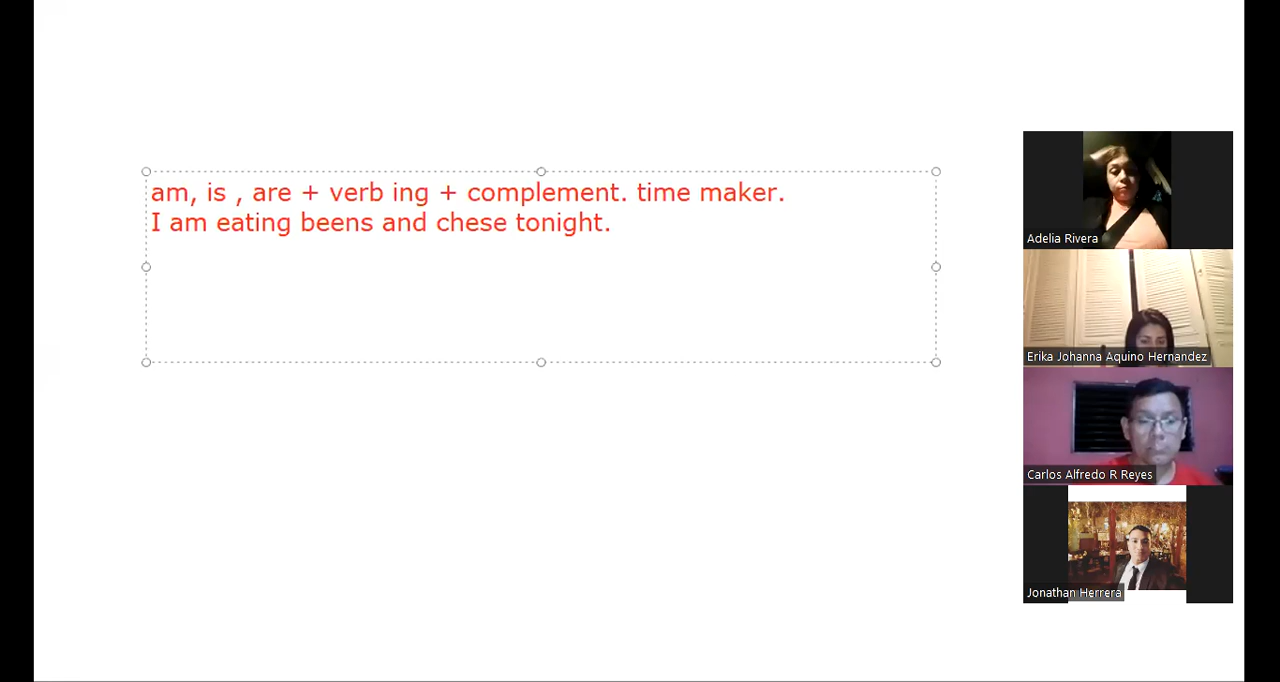 am, is , are + verb ing + complement. time maker.
I am eating beens and chese tonight.
Adelia Rivera
Erika Johanna Aquino Hernandez
Carlos Alfredo R Reyes
Jonathan Herrera